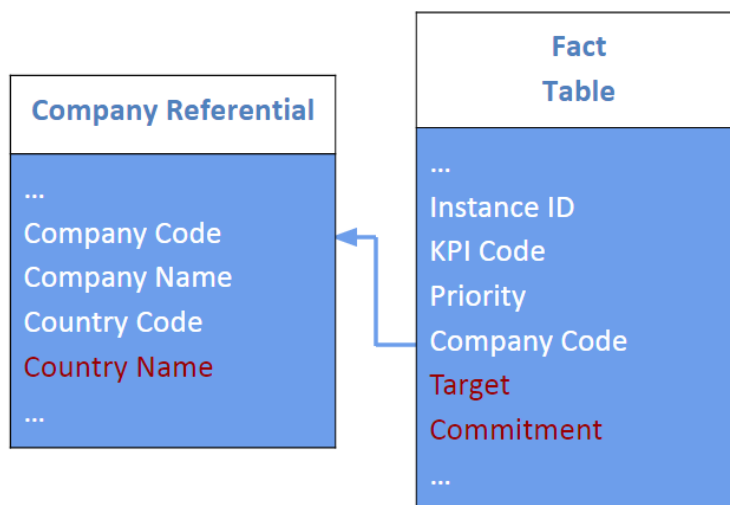 Company Referential
...
Company Code
Company Name
Country Code
Country Name
...
Fact
Table
...
Instance ID
KPI Code
Priority
Company Code
Target
Commitment
...